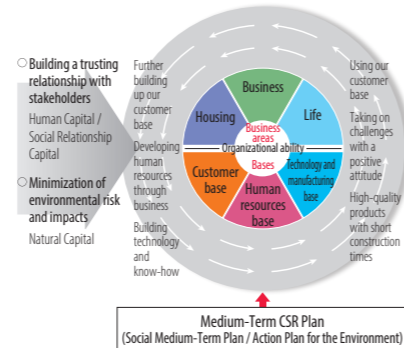 ○Building a trusting
relationship with
stakeholders
Human Capital /
Social Relationship
Capital
○Minimization of
environmental risk
and impacts
Natural Capital
Further
building
up our
customer
base
Developing
human
resources
through
business
Building
technology
and
know-how
Business
Housing
Life
Business
areas
Organizational ability
Bases
Customer
base
Human
resources
base
Technology and
manufacturing
base
Using our
customer
base
Taking on
challenges
with a
positive
attitude
High-quality
products
with short
construction
times
Medium-Term CSR Plan
(Social Medium-Term Plan / Action Plan for the Environment)